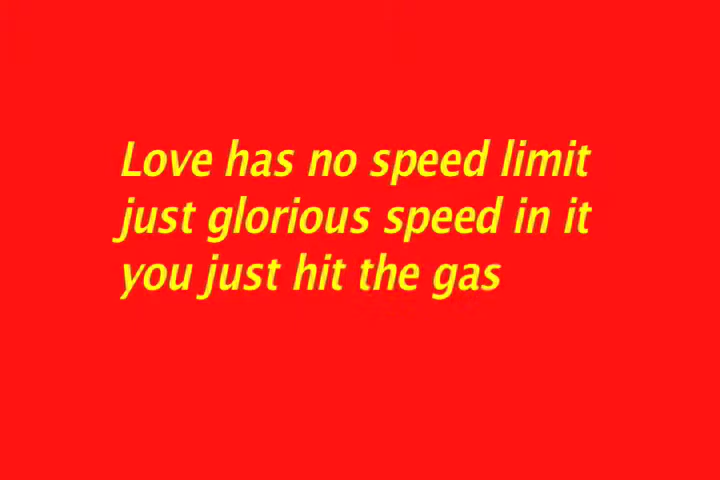 Love has no speed limit
just glorious speed in it
you just hit the gas